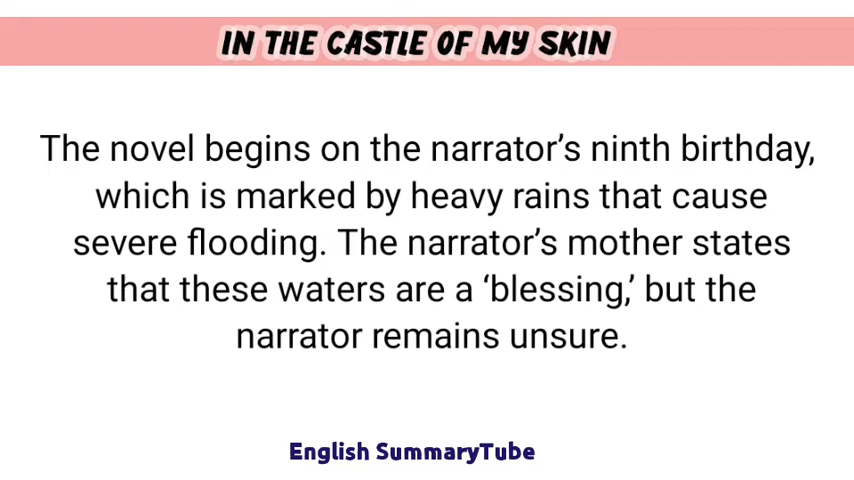 IN THE CASTLE OF MY SKIN
The novel begins on the narrator’s ninth birthday,
which is marked by heavy rains that cause
severe flooding. The narrator’s mother states
that these waters are a ‘blessing,’ but the
narrator remains unsure.
English SummaryTube